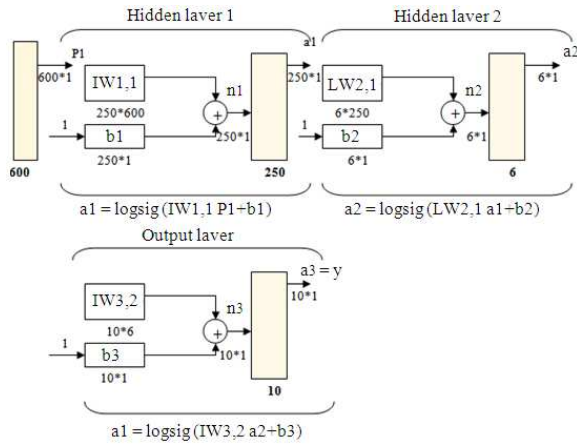 Hidden laver 1
Hidden laver 2
P1
600*1
IW1,1
250*600
n1
1
b1
250*1
250*1
600
250
a1
250*1
LW2,1
6*250
n2
1
b2
6*1
6*1
6
a2
6*1
a1 = logsig(IW1,1 P1+b1)
a2 = logsig(LW2,1 a1+b2)
Output laver
IW3,2
10*6
n3
1
b3
10*1
10*1
10
a3 = y
10*1
a1 = logsig(IW3,2 a2+b3)